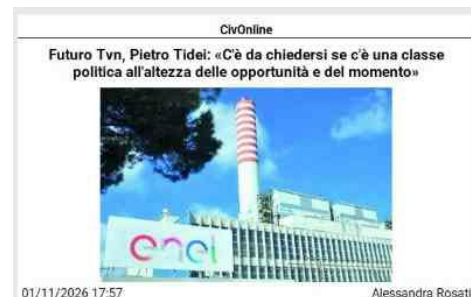 CivOnline
Futuro Tvn, Pietro Tidei: «C'è da chiedersi se c'è una classe
politica all'altezza delle opportunità e del momento»
enel
01/11/2026 17:57
Alessandra Rosati